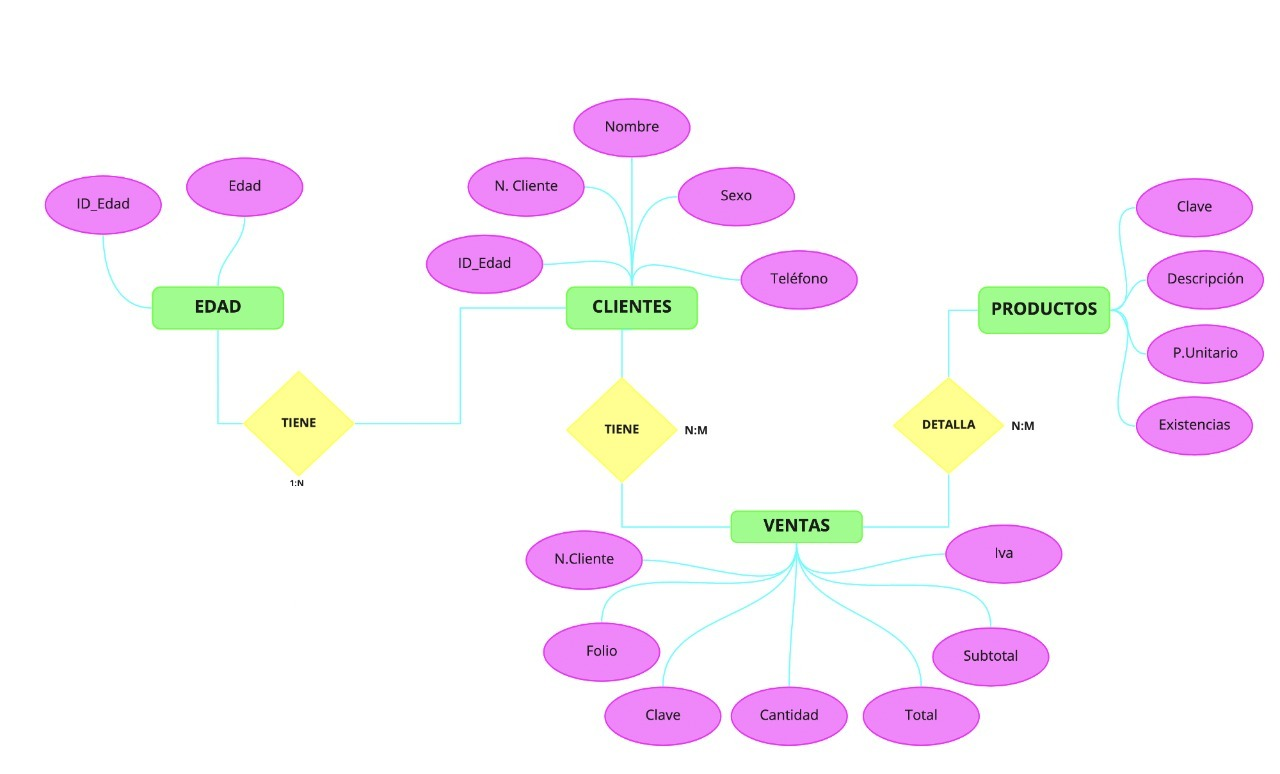 Nombre
N. Cliente
Edad
Sexo
ID_Edad
Clave
ID_Edad
Teléfono
Descripción
EDAD
CLIENTES
PRODUCTOS
P.Unitario
TIENE
TIENE
N:M
DETALLA
N:M
Existencias
1:N
VENTAS
N.Cliente
Iva
Folio
Subtotal
Clave
Cantidad
Total